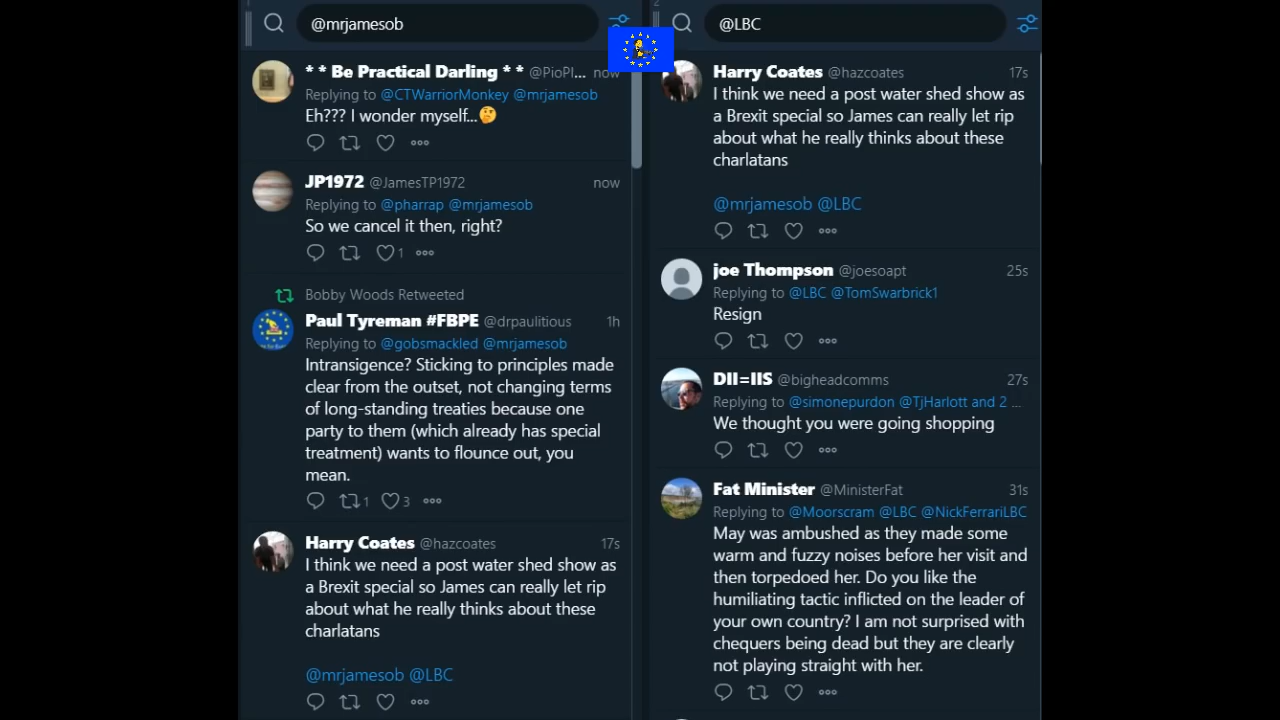 @mrjamesob
* * Be Practical Darling * * @PioPl... now
Replying to @CTWarriorMonkey @mrjamesob
Eh??? I wonder myself...🤔
JP1972 @JamesTP1972 now
Replying to @pharrap @mrjamesob
So we cancel it then, right?
1
Bobby Woods Retweeted
Paul Tyreman #FBPE @drpaulitious 1h
Replying to @gobsmackled @mrjamesob
Intransigence? Sticking to principles made
clear from the outset, not changing terms
of long-standing treaties because one
party to them (which already has special
treatment) wants to flounce out, you
mean.
1 3
Harry Coates @hazcoates 17s
I think we need a post water shed show as
a Brexit special so James can really let rip
about what he really thinks about these
charlatans
@mrjamesob @LBC
2
@LBC
Harry Coates @hazcoates 17s
I think we need a post water shed show as
a Brexit special so James can really let rip
about what he really thinks about these
charlatans
@mrjamesob @LBC
joe Thompson @joesoapt 25s
Replying to @LBC @TomSwarbrick1
Resign
DII=IIS @bigheadcomms 27s
Replying to @simonepurdon @TjHarlott and 2 ...
We thought you were going shopping
Fat Minister @MinisterFat 31s
Replying to @Moorscram @LBC @NickFerrariLBC
May was ambushed as they made some
warm and fuzzy noises before her visit and
then torpedoed her. Do you like the
humiliating tactic inflicted on the leader of
your own country? I am not surprised with
chequers being dead but they are clearly
not playing straight with her.